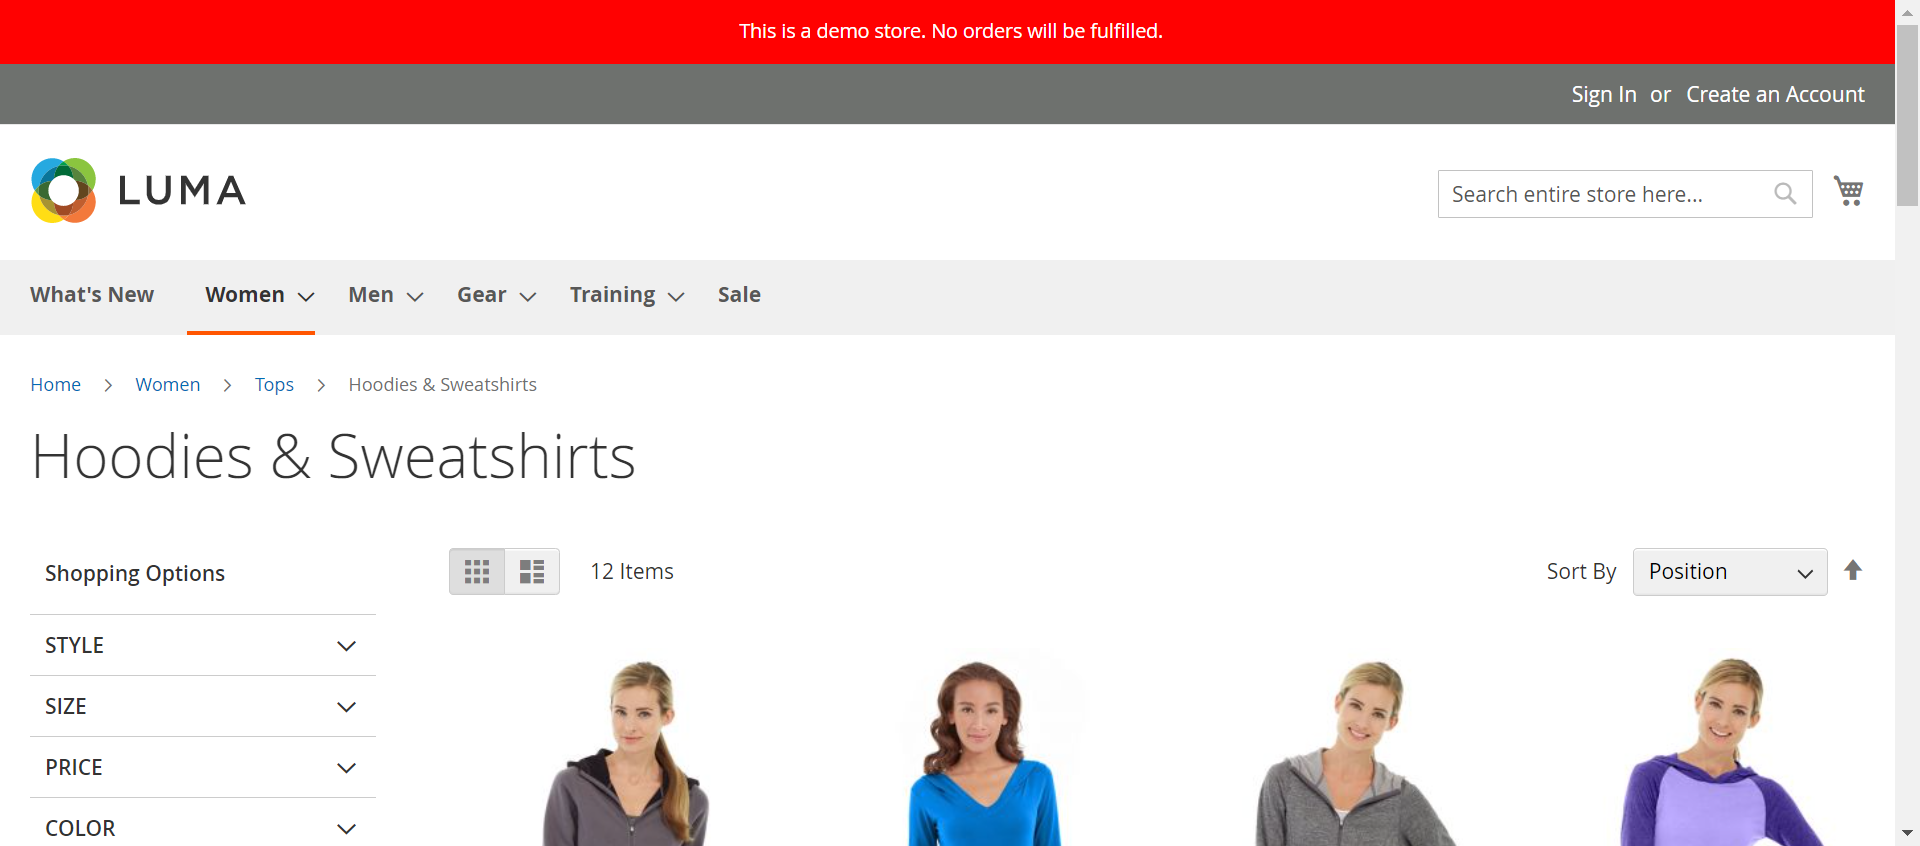 This is a demo store. No orders will be fulfilled.
Sign In or Create an Account
LUMA
Search entire store here...
What's New Women Men Gear Training Sale
Home Women Tops Hoodies & Sweatshirts
Hoodies & Sweatshirts
Shopping Options
12 Items
Sort By Position
STYLE
SIZE
PRICE
COLOR